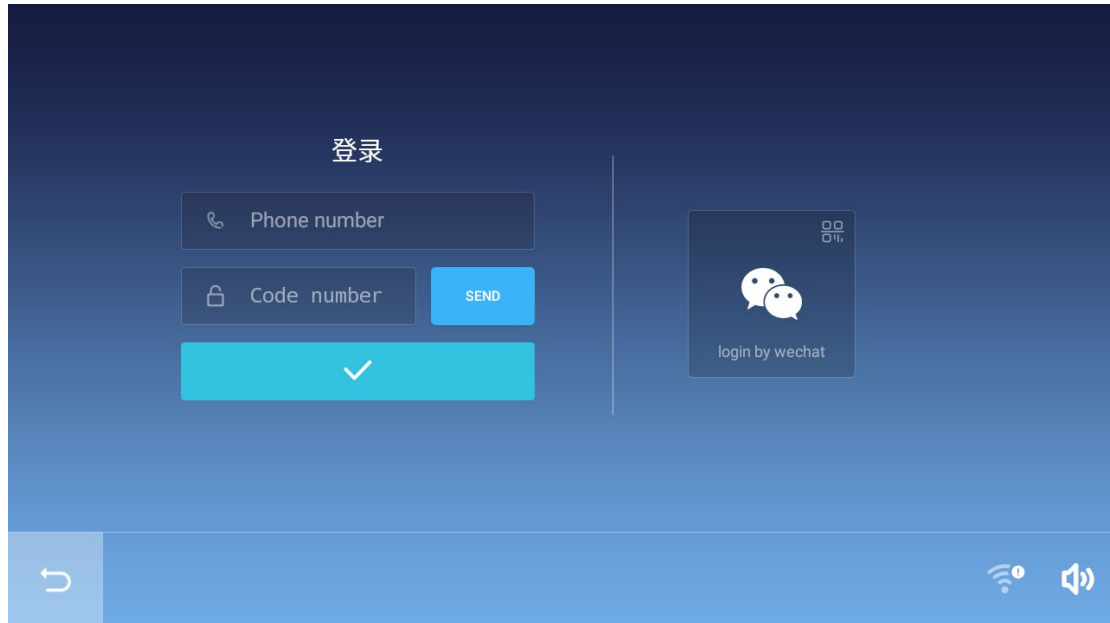 登录
Phone number
Code number
SEND
login by wechat